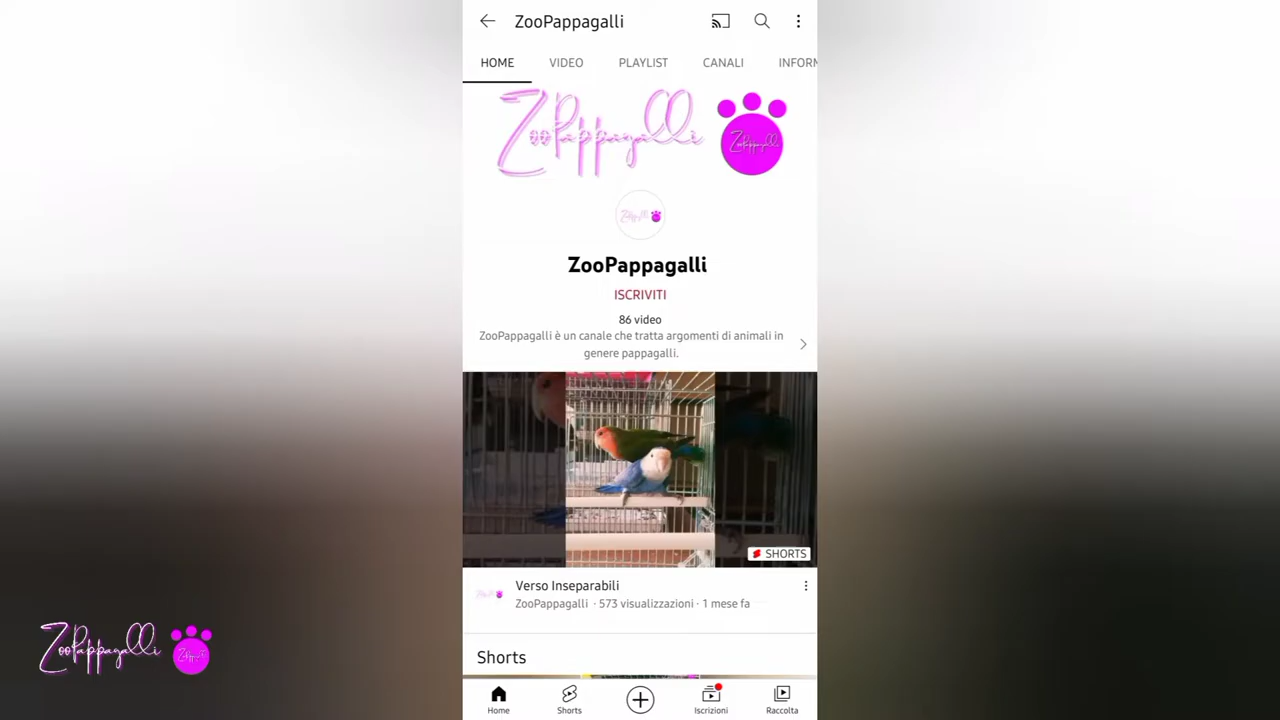 ZooPappagalli
HOME VIDEO PLAYLIST CANALI INFORM
ZooPappagalli
ZooPappagalli
ZooPappagalli
ISCRIVITI
86 video
ZooPappagalli è un canale che tratta argomenti di animali in
genere pappagalli.
SHORTS
Verso Inseparabili
ZooPappagalli · 573 visualizzazioni · 1 mese fa
Shorts
Home Shorts Iscrizioni Raccolta
ZooPappagalli